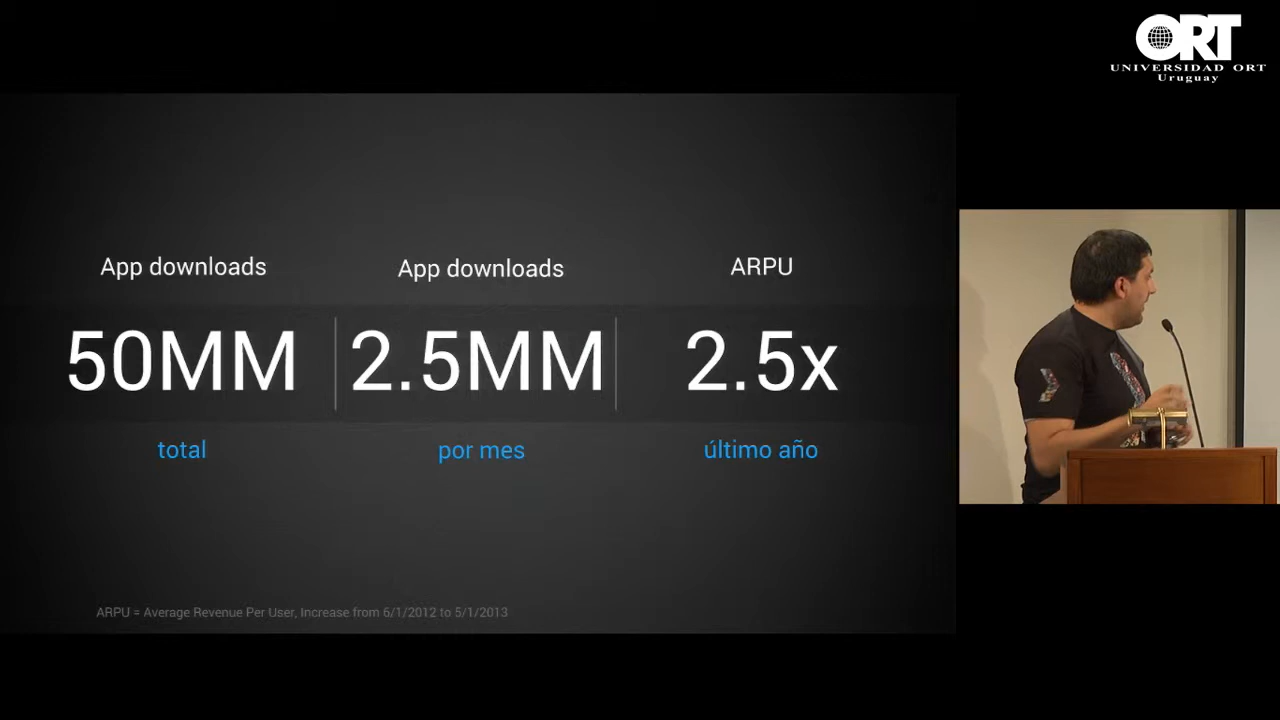 ORT
UNIVERSIDAD ORT
Uruguay
App downloads
50MM
total
App downloads
2.5MM
por mes
ARPU
2.5x
último año
ARPU = Average Revenue Per User, Increase from 6/1/2012 to 5/1/2013